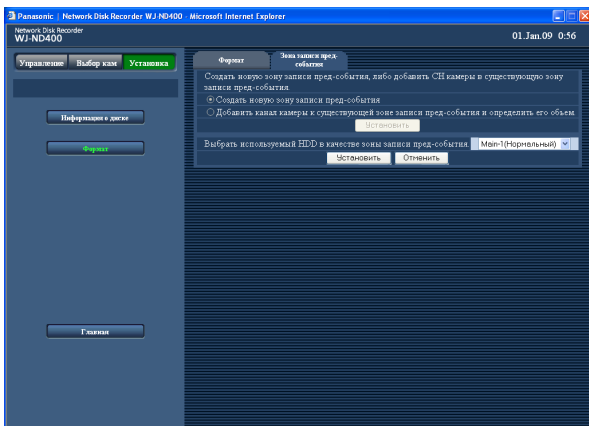 Panasonic | Network Disk Recorder WJ-ND400 - Microsoft Internet Explorer
Network Disk Recorder
WJ-ND400
01.Jan.09 0:56
Управление Выбор кам Установка
Формат
Зона записи пред-
события
Создать новую зону записи пред-события, либо добавить CH камеры в существующую зону
записи пред-события.
Создать новую зону записи пред-события
Добавить канал камеры к существующей зоне записи пред-события и определить его объем.
Установить
Информация о диске
Выбрать используемый HDD в качестве зоны записи пред-события. Main-1(Нормальный)
Формат
Установить Отменить
Главная